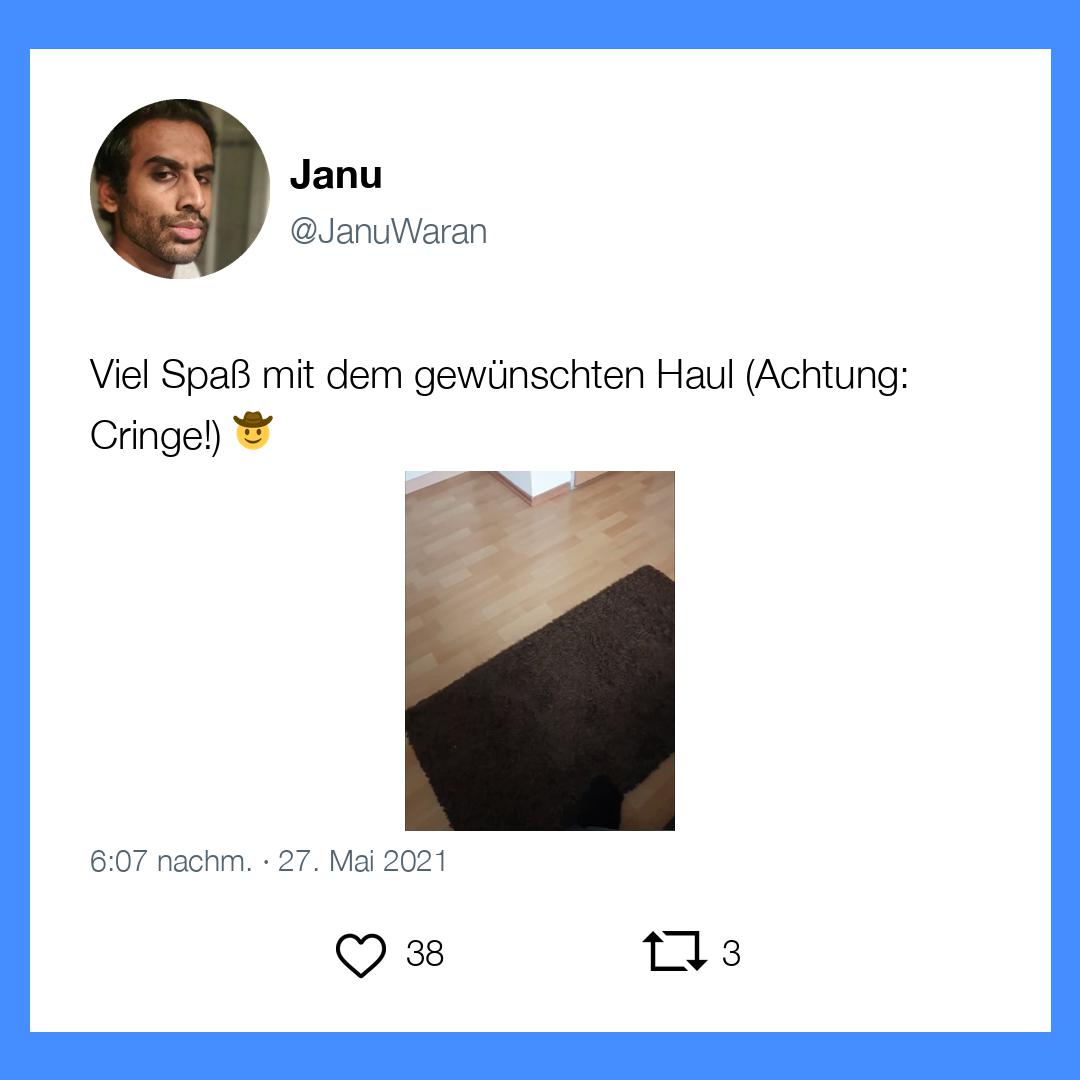 Janu
@JanuWaran
Viel Spaß mit dem gewünschten Haul (Achtung:
Cringe!) 🤠
6:07 nachm. · 27. Mai 2021
38
3